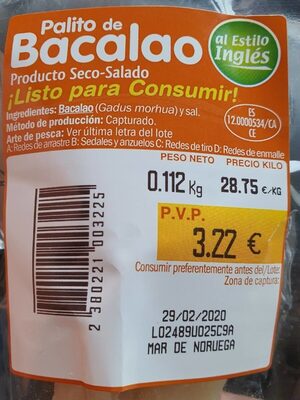 Palito de
Bacalao
al Estilo
Inglés
Producto Seco-Salado
¡Listo para Consumir!
Ingredientes: Bacalao (Gadus morhua) y sal.
Método de producción: Capturado.
Arte de pesca: Ver última letra del lote
A: Redes de arrastre B: Sedales y anzuelos C: Redes de tiro D: Redes de enmalle
ES
12.0000534/CA
CE
PESO NETO PRECIO KILO
0.112 Kg 28.75 €/KG
P.V.P.
3.22 €
Consumir preferentemente antes del/Lote:
Zona de captura:
29/02/2020
L02489U025C9A
MAR DE NORUEGA
2 380221 003225